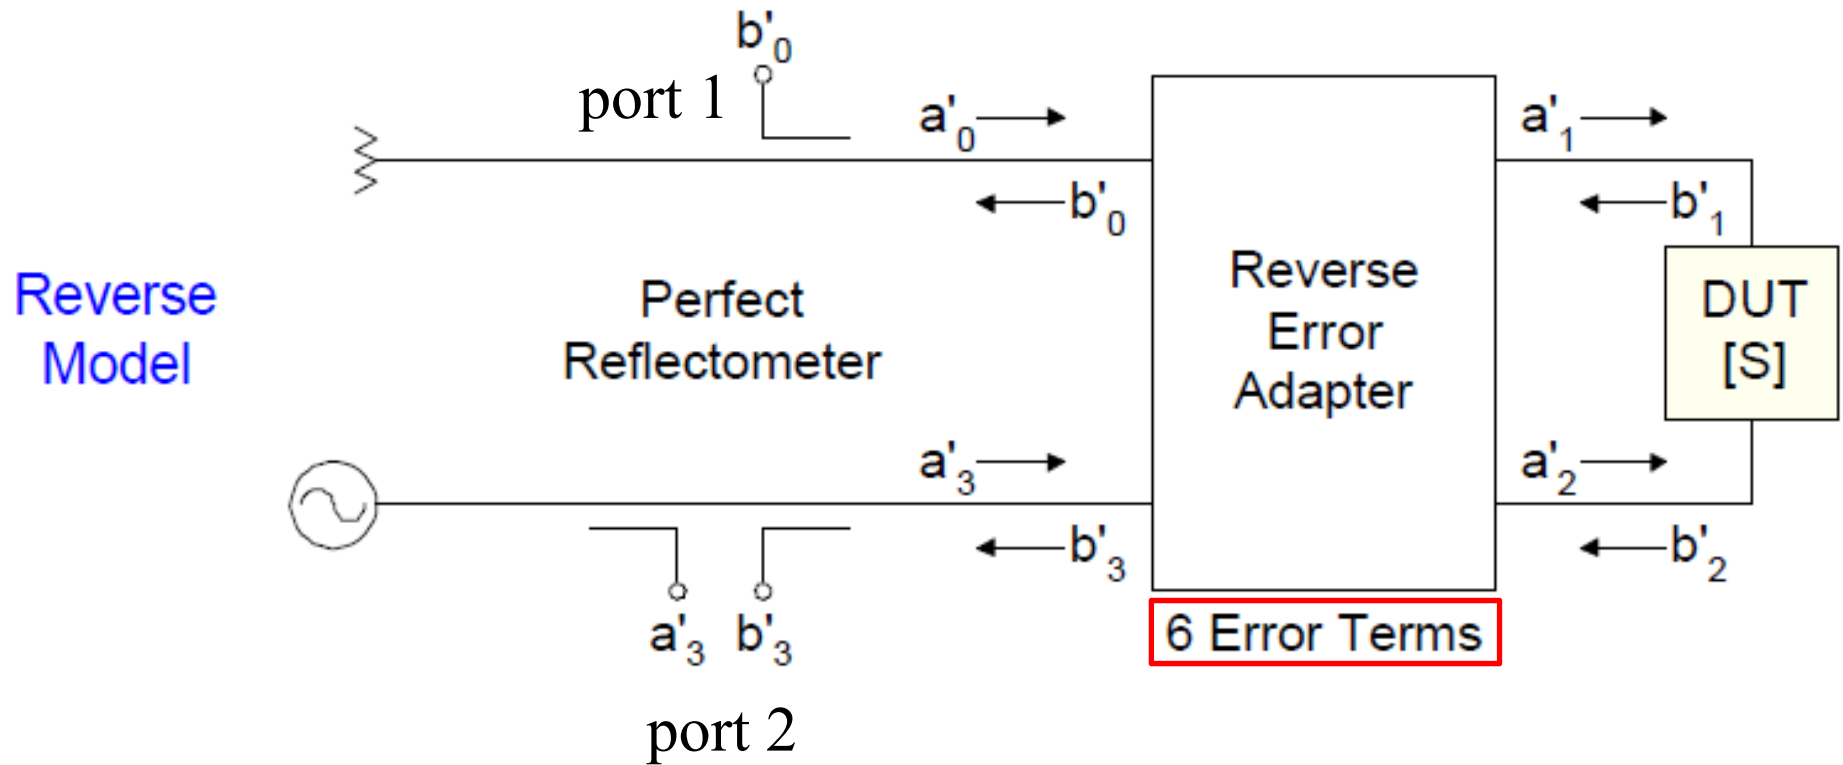 b'0
port 1
a'0
a'1
b'0
b'1
Reverse
Model
Perfect
Reflectometer
Reverse
Error
Adapter
DUT
[S]
a'3
a'2
b'3
b'2
a'3 b'3
6 Error Terms
port 2